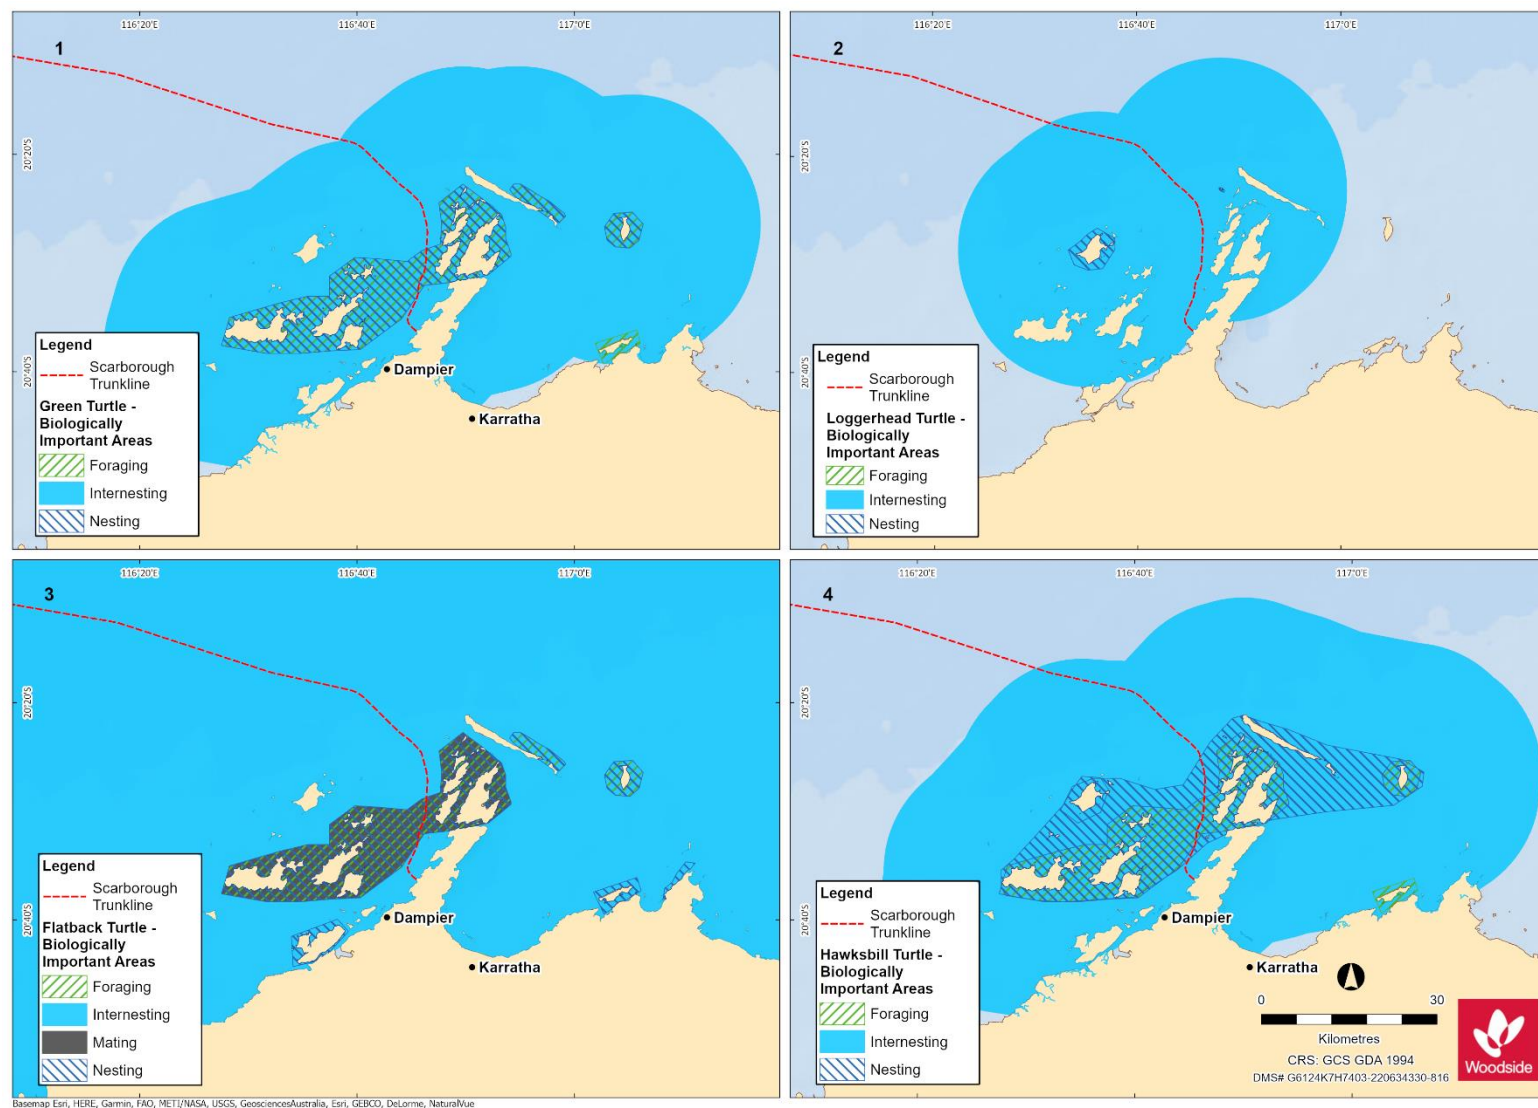 116°20'E 116°40'E 117°0'E
1
20°20'S
20°40'S
Dampier
Karratha
Legend
Scarborough
Trunkline
Green Turtle -
Biologically
Important Areas
Foraging
Internesting
Nesting
116°20'E 116°40'E 117°0'E
2
20°20'S
20°40'S
Legend
Scarborough
Trunkline
Loggerhead Turtle -
Biologically
Important Areas
Foraging
Internesting
Nesting
116°20'E 116°40'E 117°0'E
3
20°20'S
20°40'S
Dampier
Karratha
Legend
Scarborough
Trunkline
Flatback Turtle -
Biologically
Important Areas
Foraging
Internesting
Mating
Nesting
116°20'E 116°40'E 117°0'E
4
20°20'S
20°40'S
Dampier
Karratha
Legend
Scarborough
Trunkline
Hawksbill Turtle -
Biologically
Important Areas
Foraging
Internesting
Nesting
0 30
Kilometres
CRS: GCS GDA 1994
DMS# G6124K7H7403-220634330-816
Woodside
Basemap Esri, HERE, Garmin, FAO, METI/NASA, USGS, GeosciencesAustralia, Esri, GEBCO, DeLorme, NaturalVue